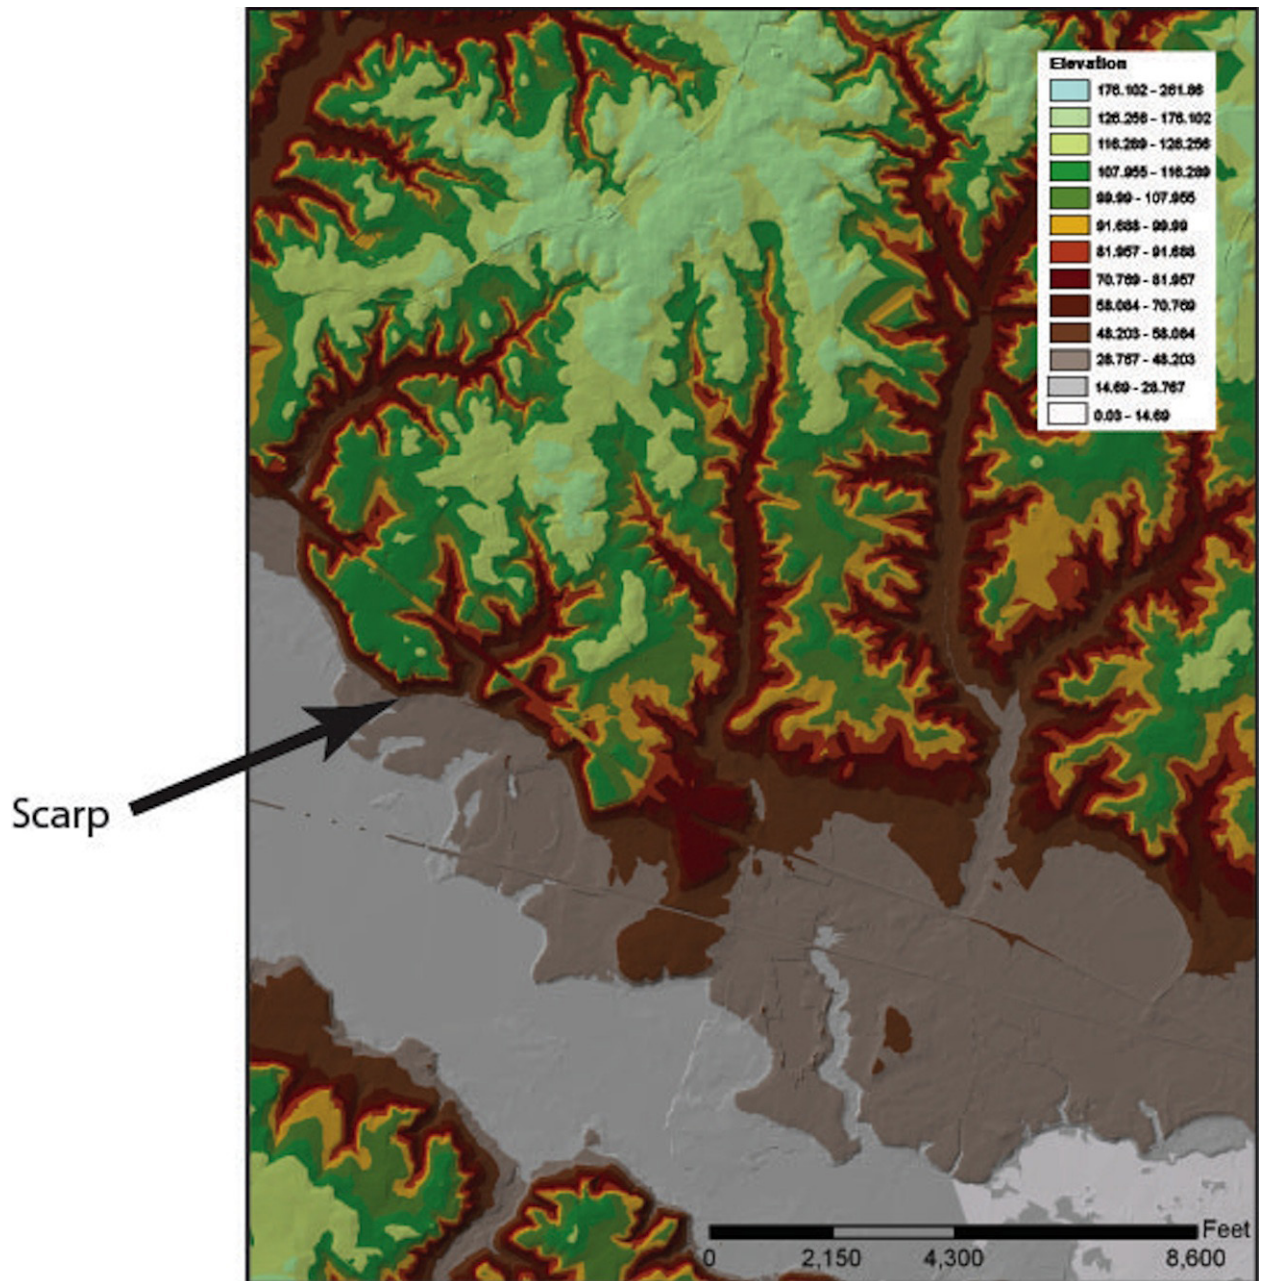 Elevation
176.102 - 261.86
126.256 - 176.102
116.289 - 126.256
107.955 - 116.289
99.99 - 107.955
91.688 - 99.99
81.957 - 91.688
70.769 - 81.957
58.084 - 70.769
48.203 - 58.084
28.767 - 48.203
14.69 - 28.767
0.03 - 14.69
Scarp
Feet
0 2,150 4,300 8,600